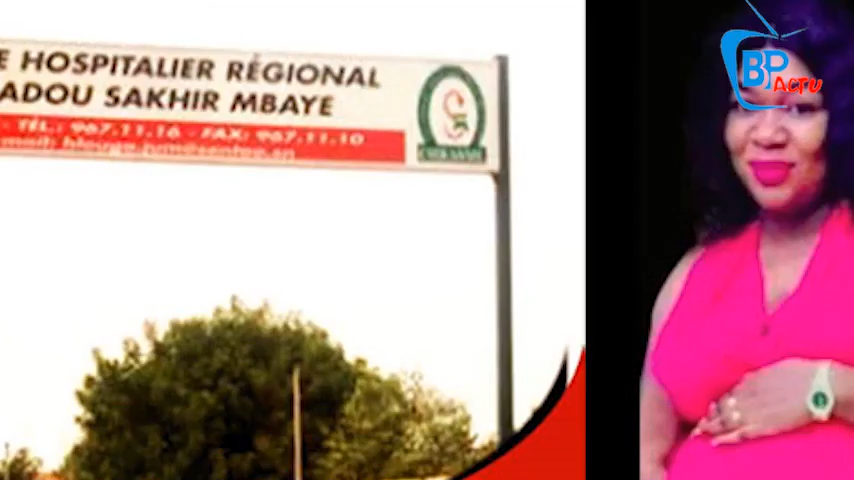 E HOSPITALIER RÉGIONAL
ADOU SAKHIR MBAYE
- TÉL.: 967.11.16 - FAX: 967.11.10
BP
ACTU